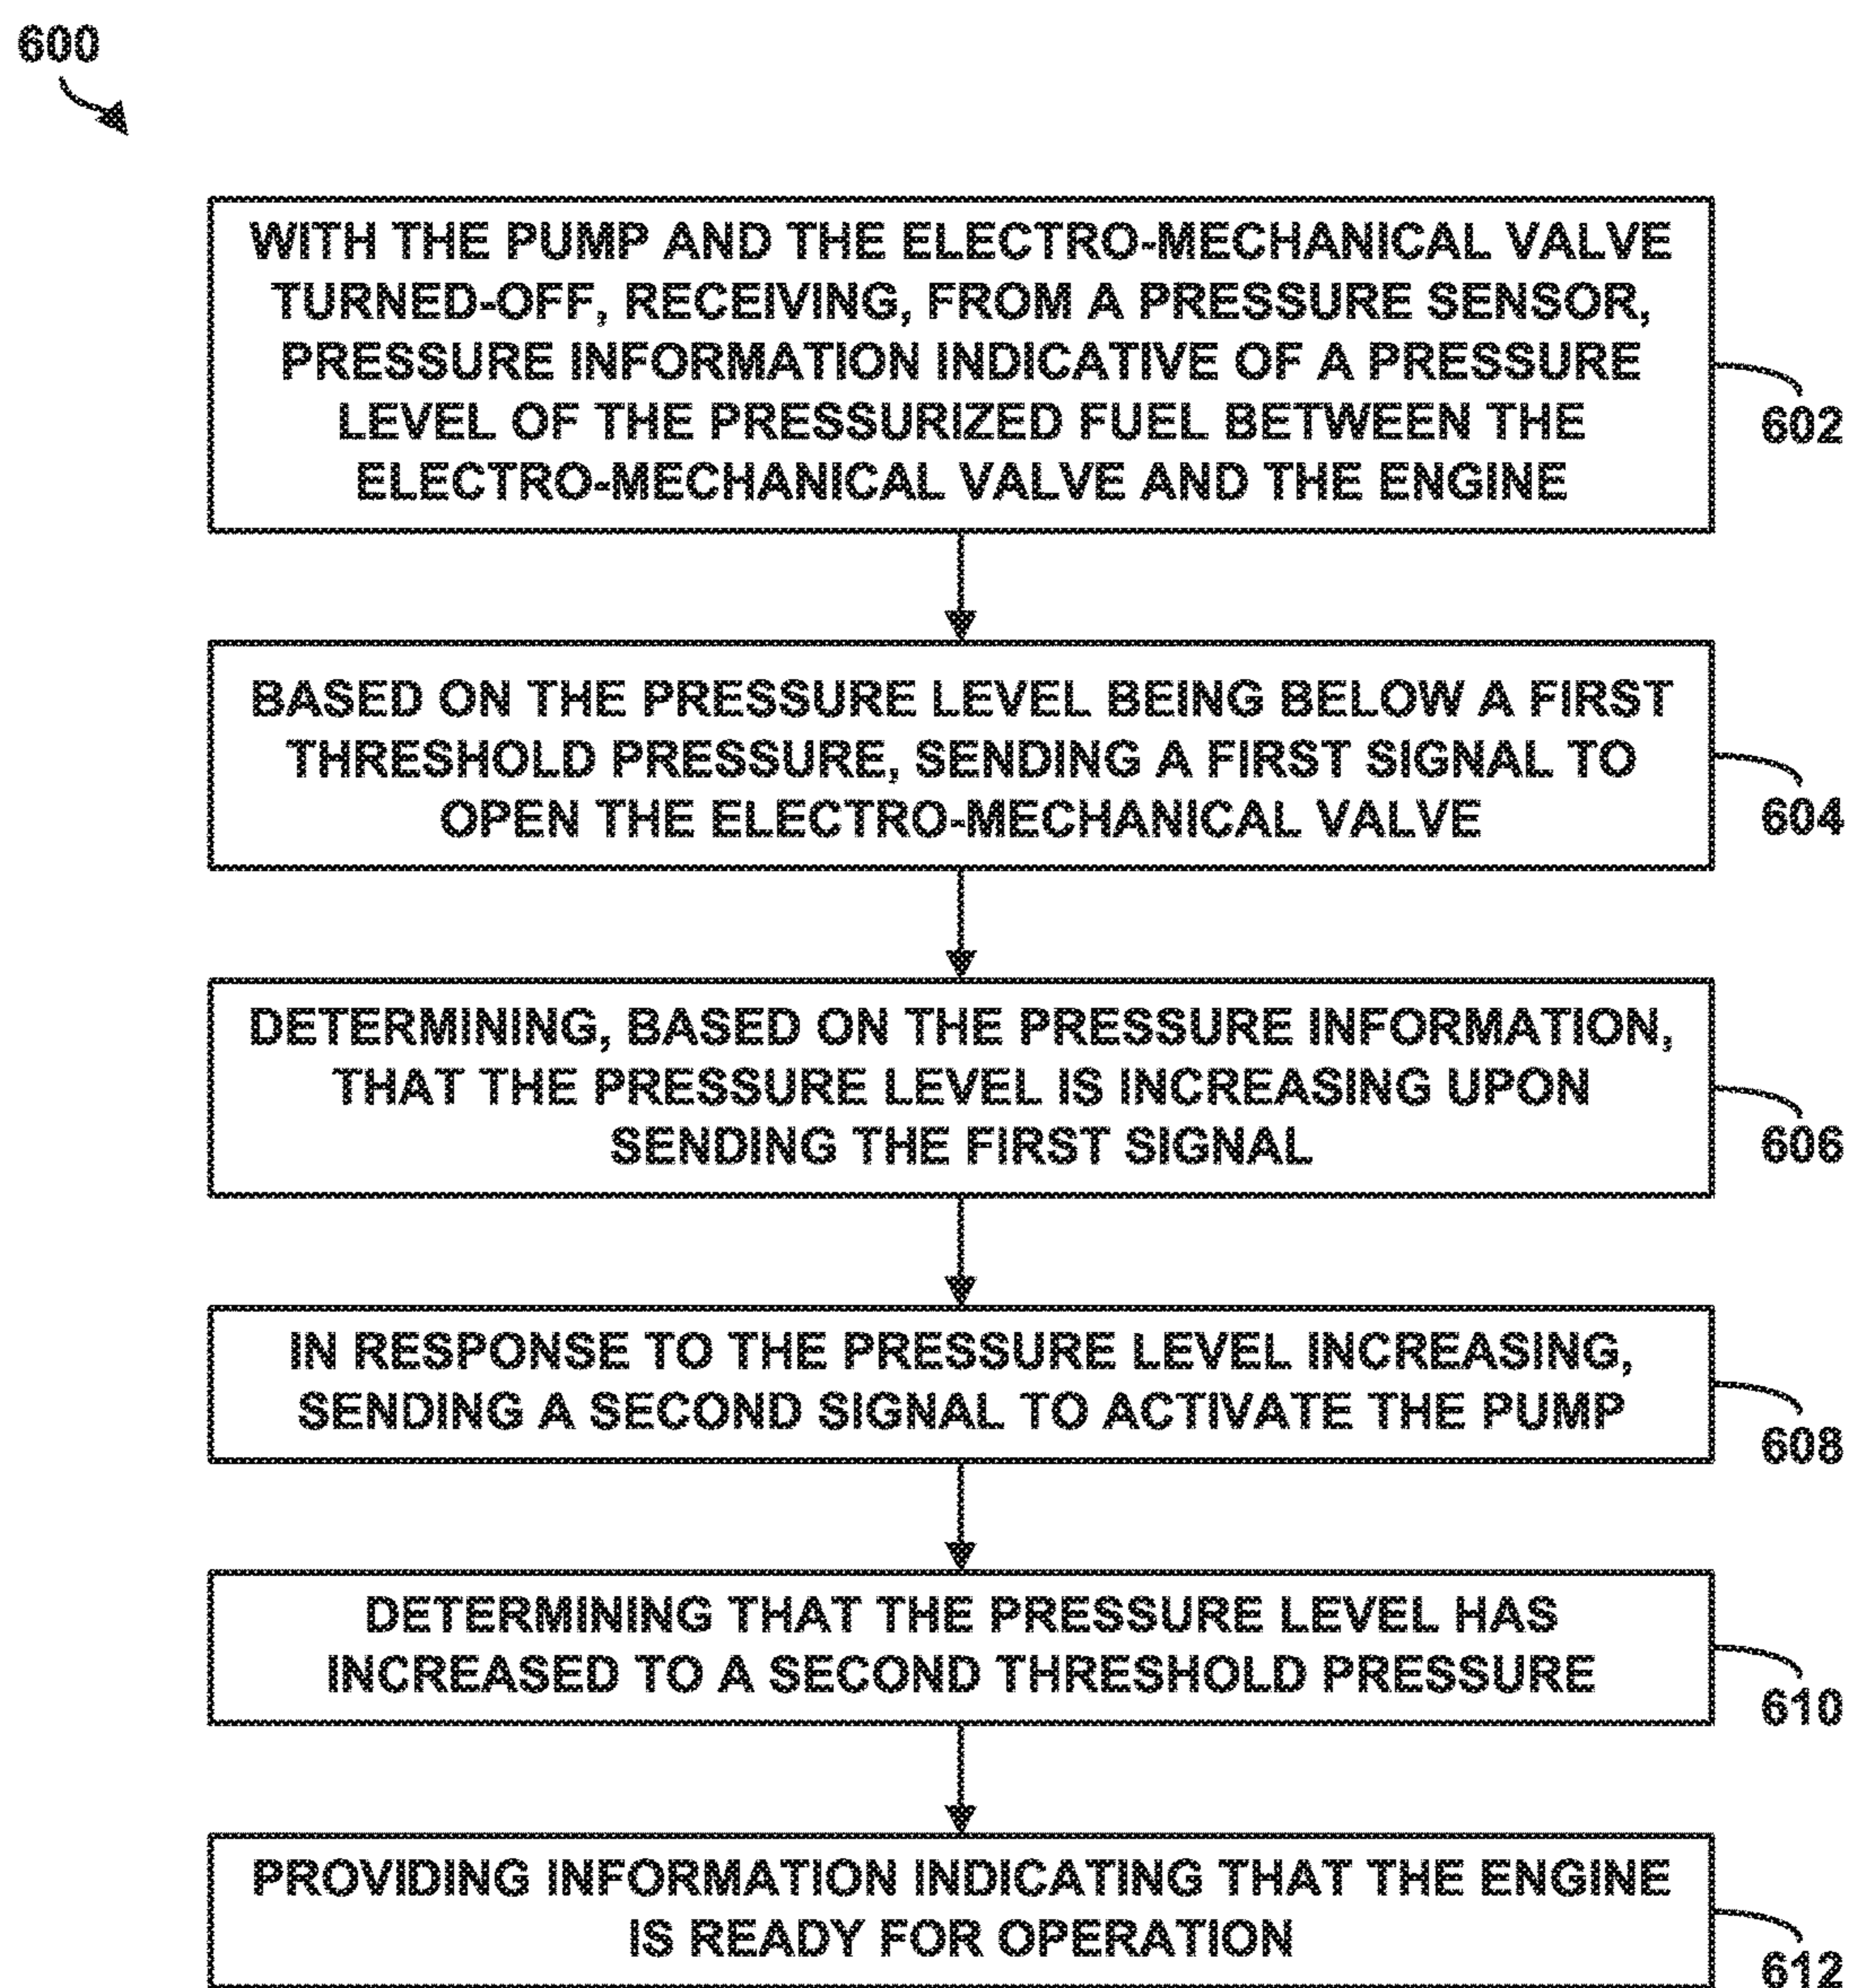 600
WITH THE PUMP AND THE ELECTRO-MECHANICAL VALVE
TURNED-OFF, RECEIVING, FROM A PRESSURE SENSOR,
PRESSURE INFORMATION INDICATIVE OF A PRESSURE
LEVEL OF THE PRESSURIZED FUEL BETWEEN THE
ELECTRO-MECHANICAL VALVE AND THE ENGINE
602
BASED ON THE PRESSURE LEVEL BEING BELOW A FIRST
THRESHOLD PRESSURE, SENDING A FIRST SIGNAL TO
OPEN THE ELECTRO-MECHANICAL VALVE
604
DETERMINING, BASED ON THE PRESSURE INFORMATION,
THAT THE PRESSURE LEVEL IS INCREASING UPON
SENDING THE FIRST SIGNAL
606
IN RESPONSE TO THE PRESSURE LEVEL INCREASING,
SENDING A SECOND SIGNAL TO ACTIVATE THE PUMP
608
DETERMINING THAT THE PRESSURE LEVEL HAS
INCREASED TO A SECOND THRESHOLD PRESSURE
610
PROVIDING INFORMATION INDICATING THAT THE ENGINE
IS READY FOR OPERATION
612